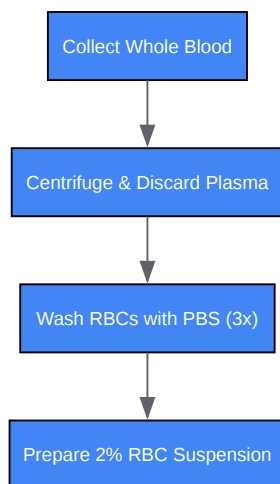 Collect Whole Blood
Centrifuge & Discard Plasma
Wash RBCs with PBS (3x)
Prepare 2% RBC Suspension